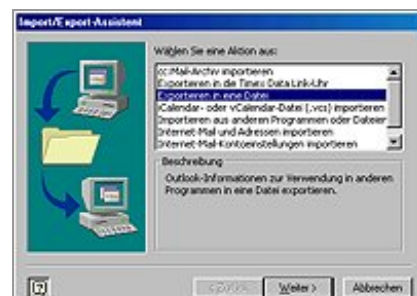 Import/Export-Assistent
Wählen Sie eine Aktion aus:
cc:Mail-Archiv importieren
Exportieren in die Timex Data Link-Uhr
Exportieren in eine Datei
iCalendar- oder vCalendar-Datei (.vcs) importieren
Importieren aus anderen Programmen oder Dateien
Internet-Mail und Adressen importieren
Internet-Mail-Kontoeinstellungen importieren
Beschreibung
Outlook-Informationen zur Verwendung in anderen
Programmen in eine Datei exportieren.
< Zurück
Weiter >
Abbrechen